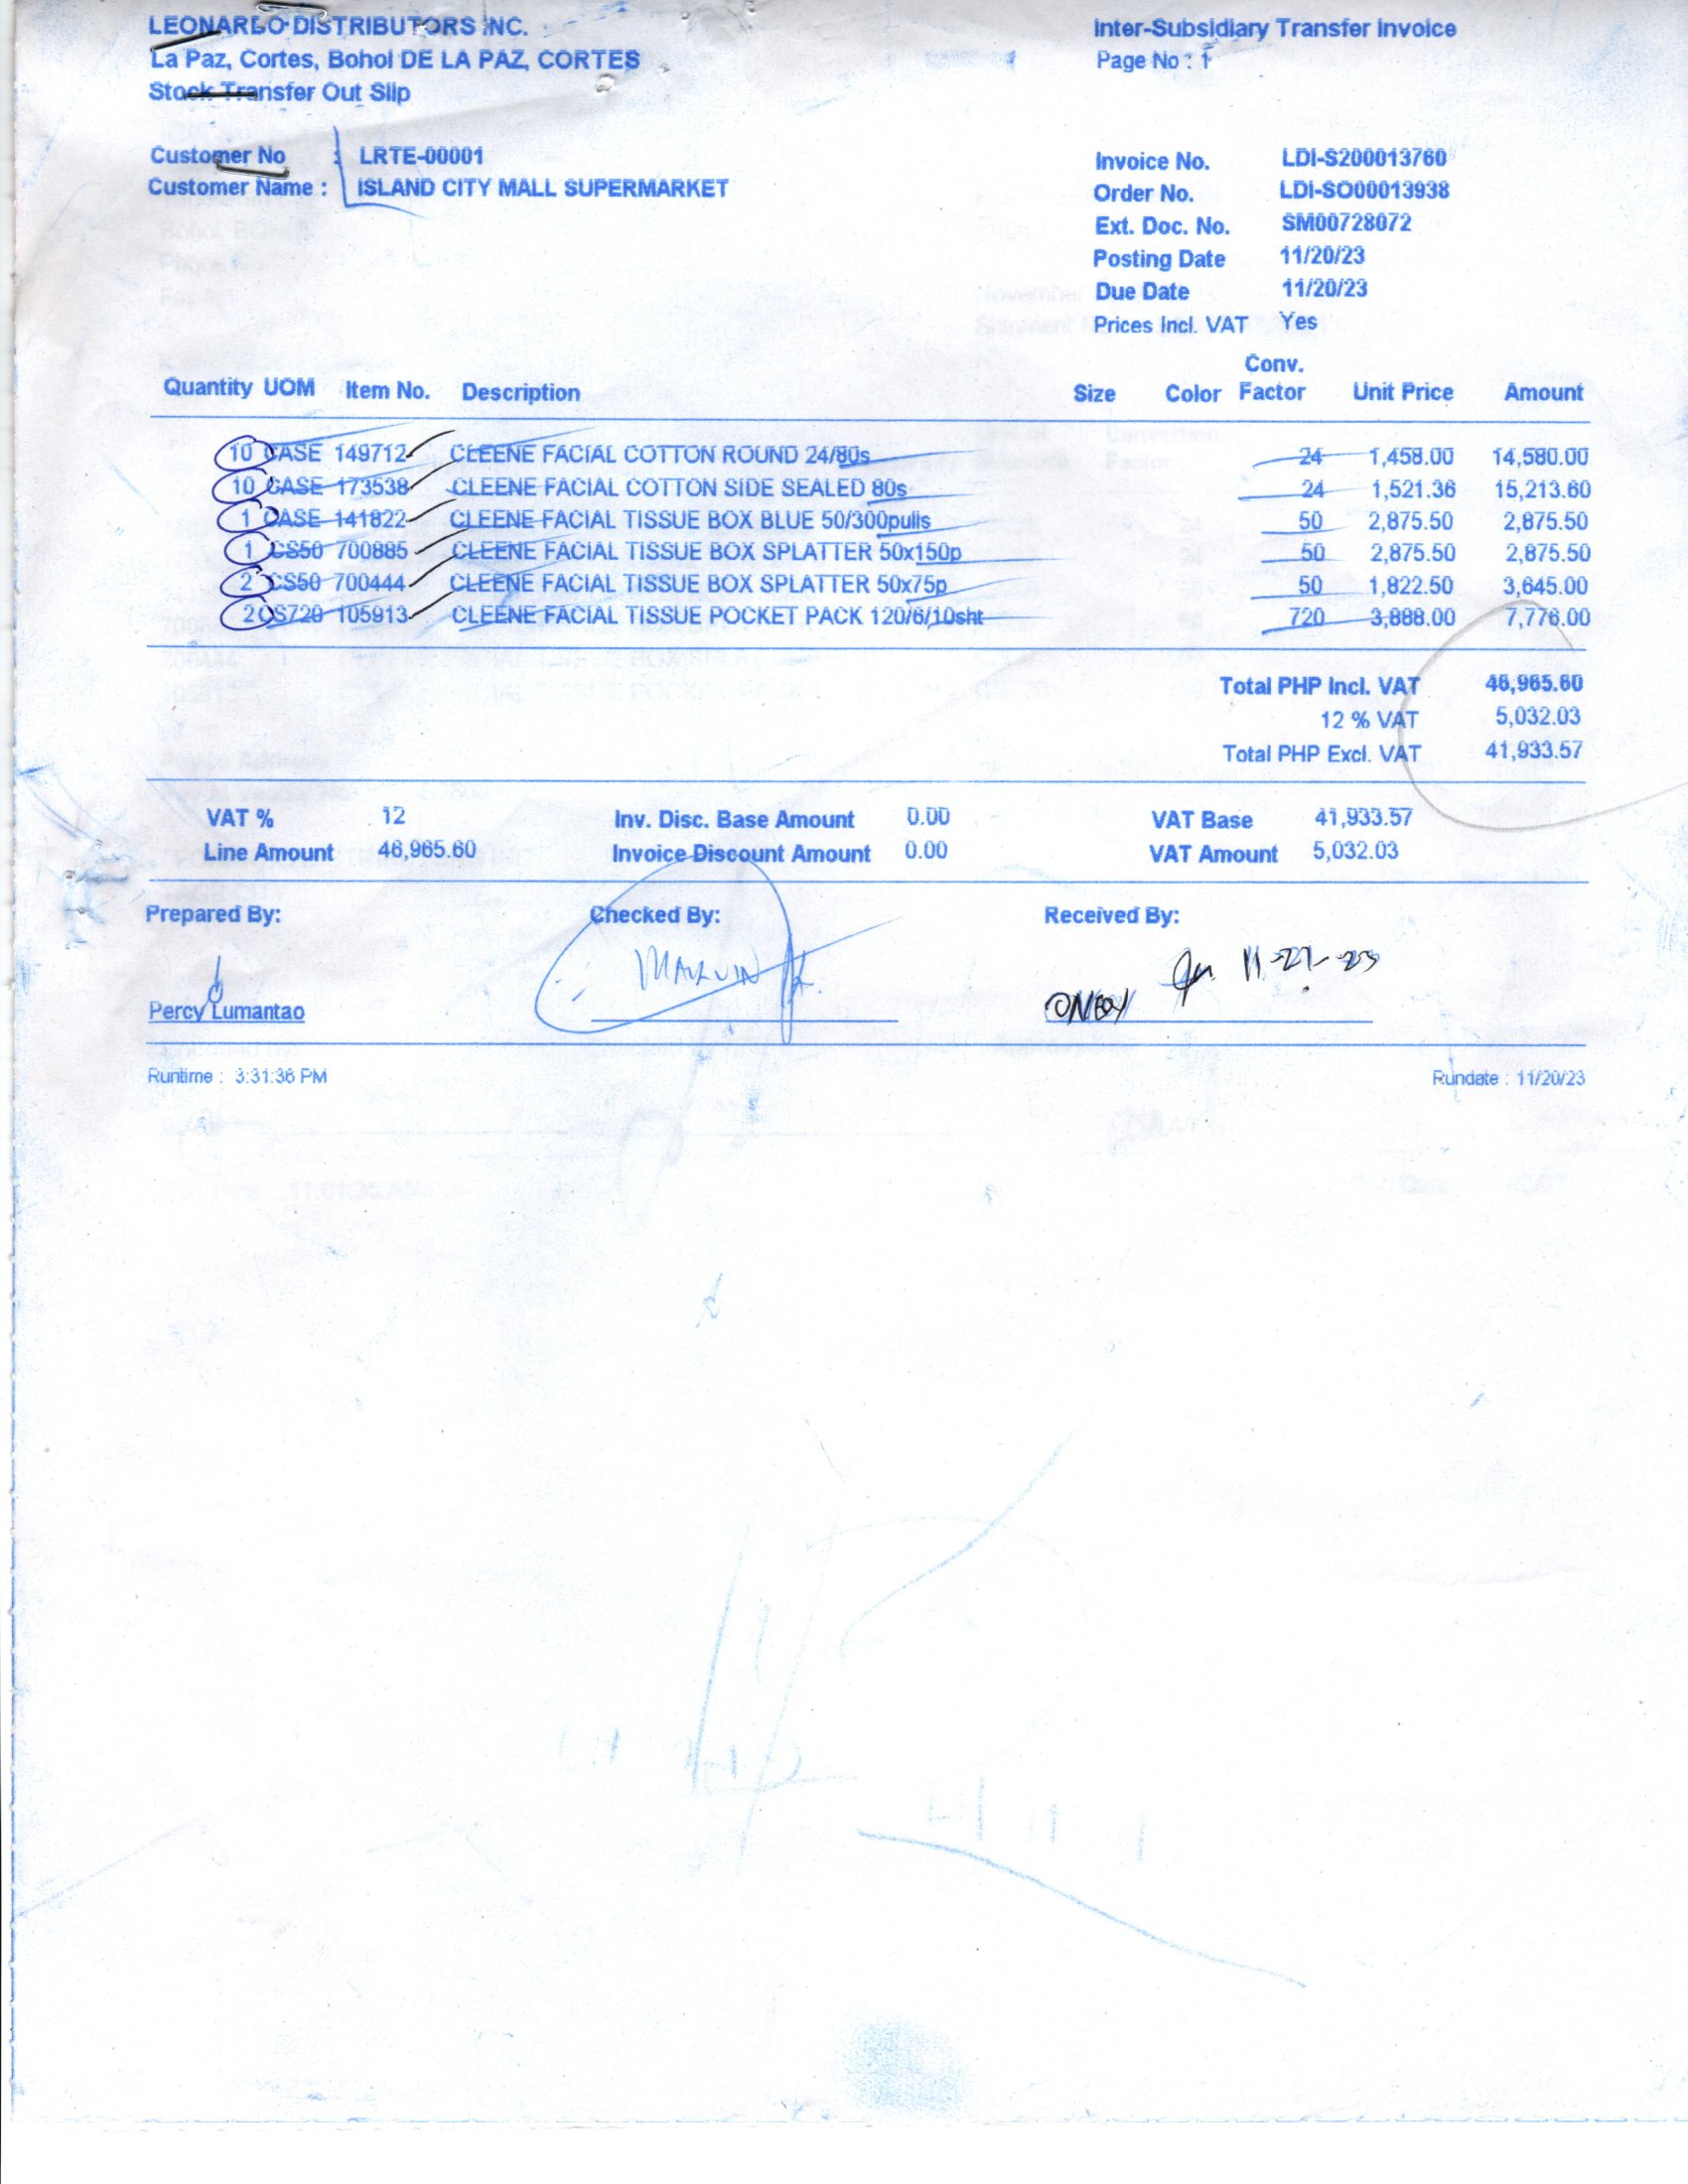 LEONARDO DISTRIBUTORS INC.
La Paz, Cortes, Bohol DE LA PAZ, CORTES
Stock Transfer Out Slip
Inter-Subsidiary Transfer Invoice
Page No : 1
Customer No : LRTE-00001
Customer Name : ISLAND CITY MALL SUPERMARKET
Invoice No. LDI-S200013760
Order No. LDI-SO00013938
Ext. Doc. No. SM00728072
Posting Date 11/20/23
Due Date 11/20/23
Prices Incl. VAT Yes
Quantity UOM Item No. Description Size Color Conv. Factor Unit Price Amount
10 CASE 149712 CLEENE FACIAL COTTON ROUND 24/80s 24 1,458.00 14,580.00
10 CASE 173538 CLEENE FACIAL COTTON SIDE SEALED 80s 24 1,521.36 15,213.60
1 CASE 141822 CLEENE FACIAL TISSUE BOX BLUE 50/300pulls 50 2,875.50 2,875.50
1 CS50 700885 CLEENE FACIAL TISSUE BOX SPLATTER 50x150p 50 2,875.50 2,875.50
2 CS50 700444 CLEENE FACIAL TISSUE BOX SPLATTER 50x75p 50 1,822.50 3,645.00
2 CS720 105913 CLEENE FACIAL TISSUE POCKET PACK 120/6/10sht 720 3,888.00 7,776.00
Total PHP Incl. VAT 46,965.60
12 % VAT 5,032.03
Total PHP Excl. VAT 41,933.57
VAT % 12 Inv. Disc. Base Amount 0.00 VAT Base 41,933.57
Line Amount 46,965.60 Invoice Discount Amount 0.00 VAT Amount 5,032.03
Prepared By: Checked By: Received By:
MARVIN
11-21-23
Percy Lumantao
Runtime : 3:31:36 PM Rundate : 11/20/23